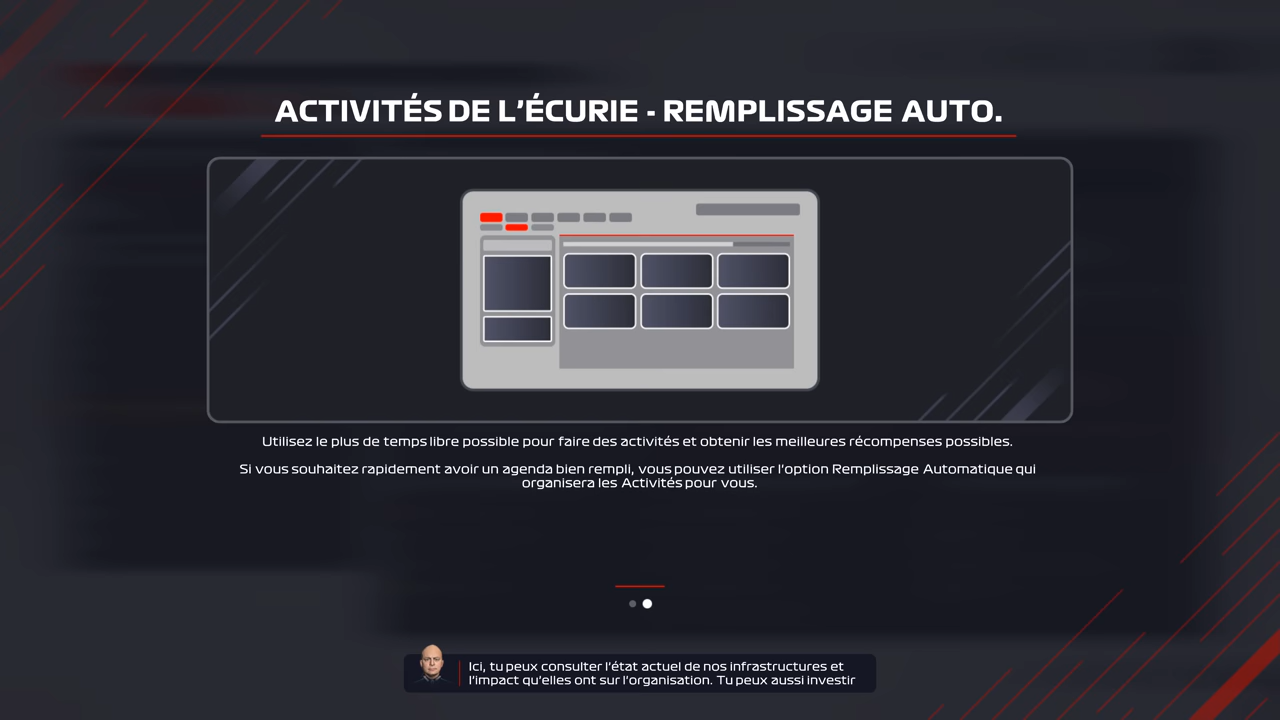 ACTIVITÉS DE L'ÉCURIE - REMPLISSAGE AUTO.
Utilisez le plus de temps libre possible pour faire des activités et obtenir les meilleures récompenses possibles.
Si vous souhaitez rapidement avoir un agenda bien rempli, vous pouvez utiliser l'option Remplissage Automatique qui
organisera les Activités pour vous.
Ici, tu peux consulter l'état actuel de nos infrastructures et
l'impact qu'elles ont sur l'organisation. Tu peux aussi investir